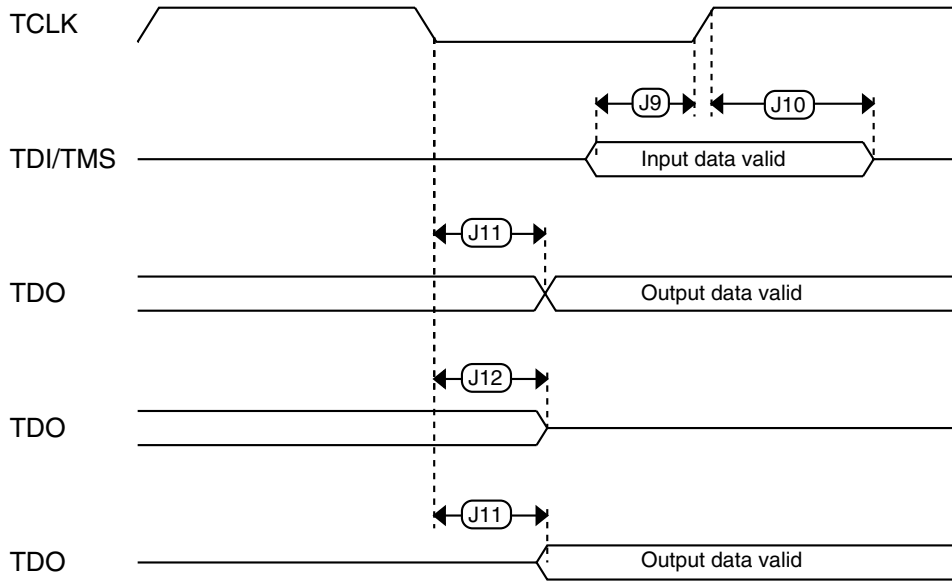 TCLK
J9
J10
TDI/TMS
Input data valid
J11
TDO
Output data valid
J12
TDO
J11
TDO
Output data valid